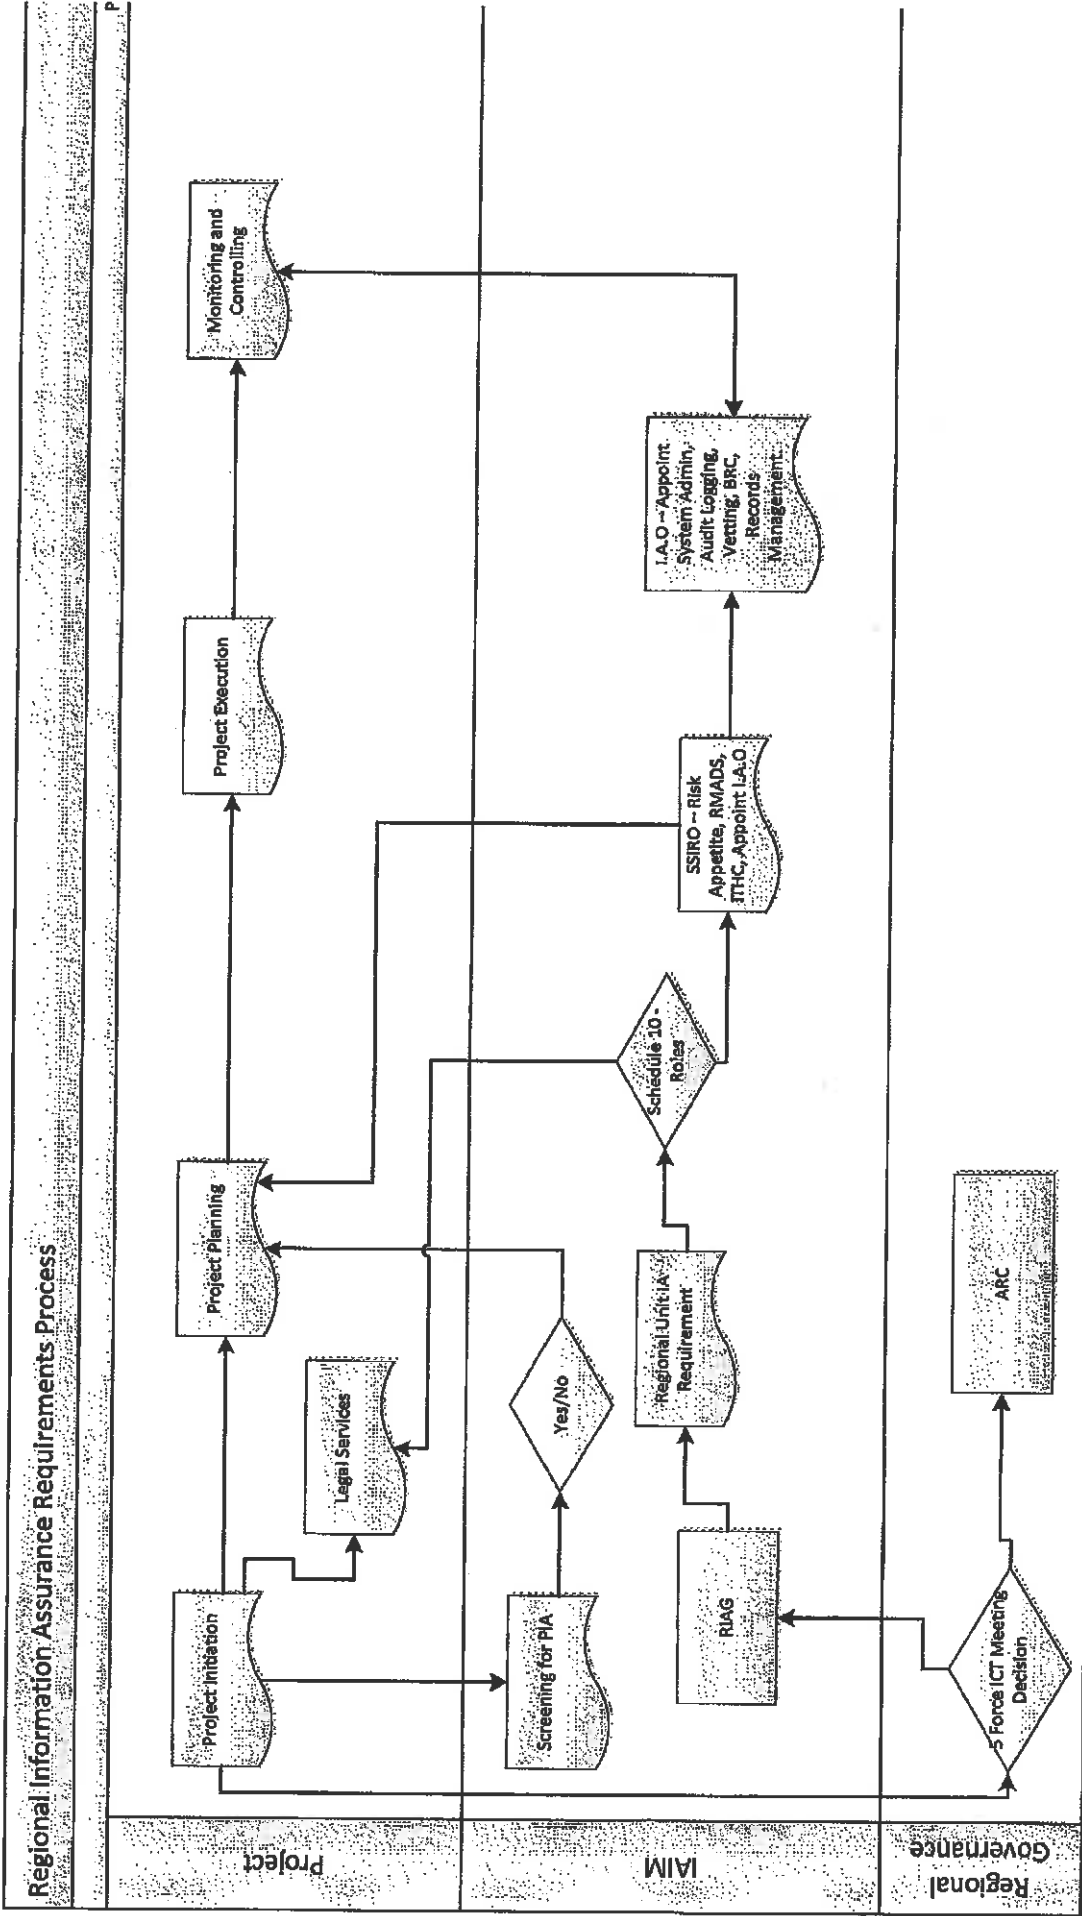 Regional Information Assurance Requirements Process
P
Project
Project Initiation
Legal Services
Project Planning
Project Execution
Monitoring and
Controlling
IAIM
Screening for PIA
Yes/No
RIAG
Regional Unit IA
Requirement
Schedule 10 -
Roles
SSIRO – Risk
Appetite, RMADS,
ITHC, Appoint I.A.O
I.A.O – Appoint
System Admin,
Audit Logging,
Vetting, BRC,
Records
Management
Regional
Governance
5 Force ICT Meeting
Decision
ARC